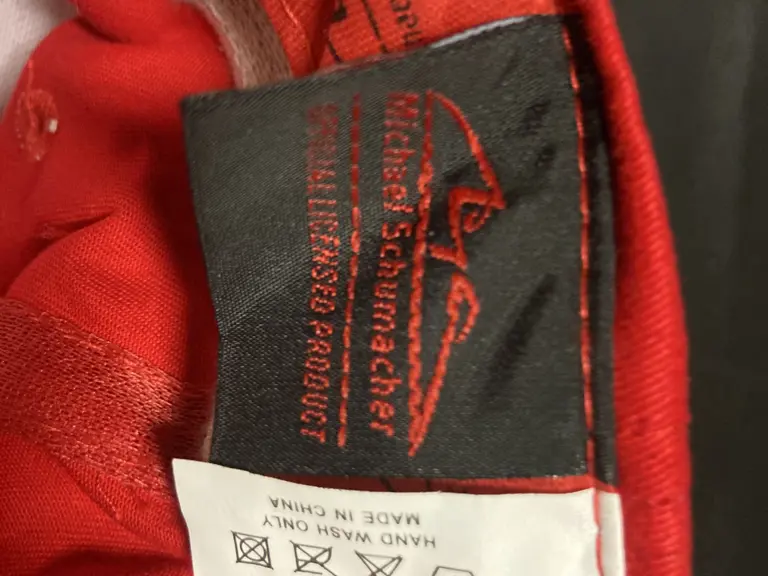 Michael Schumacher
OFFICIAL LICENSED PRODUCT
HAND WASH ONLY
MADE IN CHINA